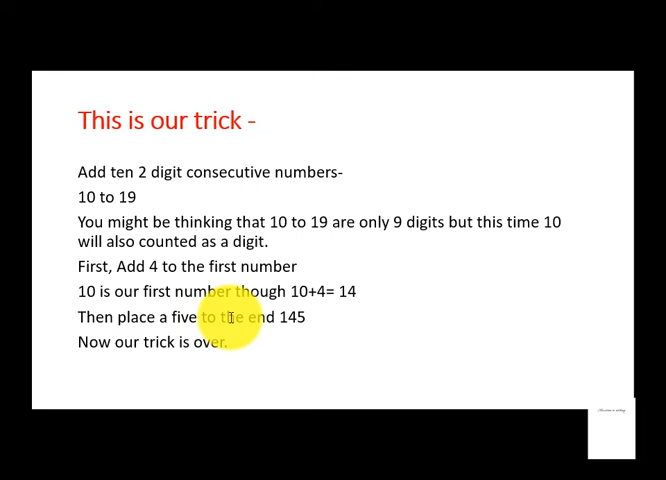 This is our trick -
Add ten 2 digit consecutive numbers-
10 to 19
You might be thinking that 10 to 19 are only 9 digits but this time 10
will also counted as a digit.
First, Add 4 to the first number
10 is our first number though 10+4= 14
Then place a five to the end 145
Now our trick is over.